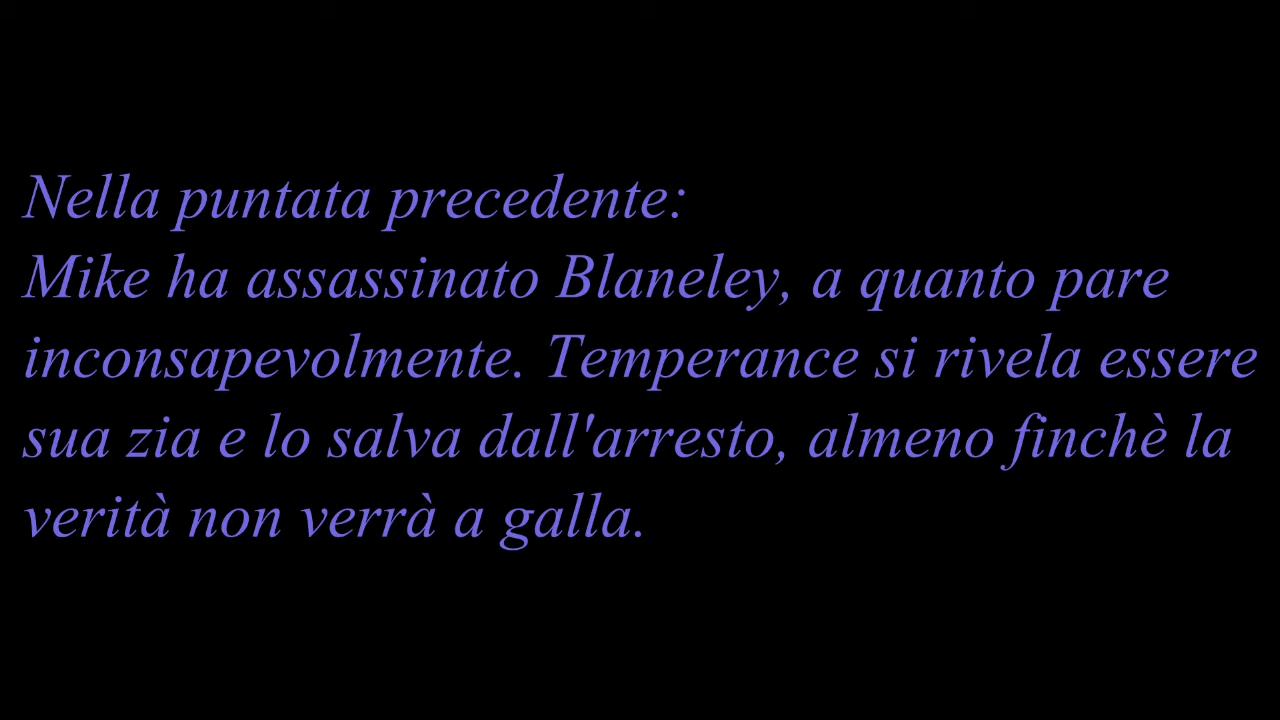 Nella puntata precedente:
Mike ha assassinato Blaneley, a quanto pare
inconsapevolmente. Temperance si rivela essere
sua zia e lo salva dall'arresto, almeno finchè la
verità non verrà a galla.